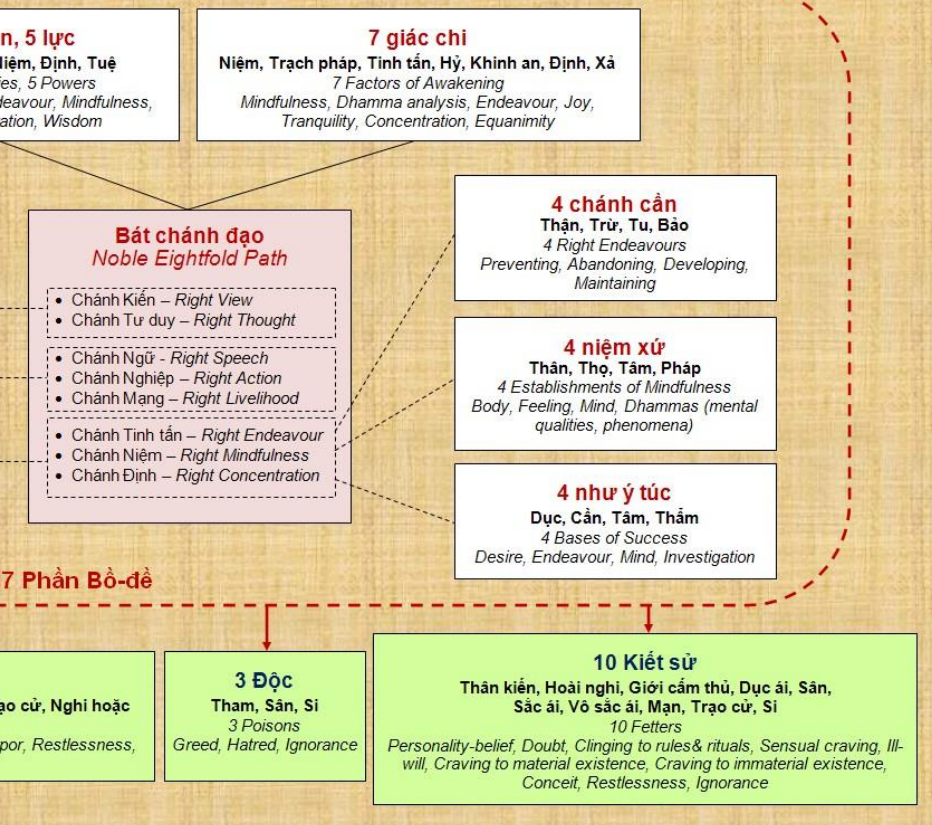 n, 5 lực
Niệm, Định, Tuệ
ies, 5 Powers
deavour, Mindfulness,
ation, Wisdom
7 giác chi
Niệm, Trạch pháp, Tinh tấn, Hỷ, Khinh an, Định, Xả
7 Factors of Awakening
Mindfulness, Dhamma analysis, Endeavour, Joy,
Tranquility, Concentration, Equanimity
Bát chánh đạo
Noble Eightfold Path
• Chánh Kiến – Right View
• Chánh Tư duy – Right Thought
• Chánh Ngữ - Right Speech
• Chánh Nghiệp – Right Action
• Chánh Mạng – Right Livelihood
• Chánh Tinh tấn – Right Endeavour
• Chánh Niệm – Right Mindfulness
• Chánh Định – Right Concentration
4 chánh cần
Thận, Trừ, Tu, Bảo
4 Right Endeavours
Preventing, Abandoning, Developing,
Maintaining
4 niệm xứ
Thân, Thọ, Tâm, Pháp
4 Establishments of Mindfulness
Body, Feeling, Mind, Dhammas (mental
qualities, phenomena)
4 như ý túc
Dục, Cần, Tâm, Thẩm
4 Bases of Success
Desire, Endeavour, Mind, Investigation
7 Phần Bồ-đề
ạo cử, Nghi hoặc
por, Restlessness,
3 Độc
Tham, Sân, Si
3 Poisons
Greed, Hatred, Ignorance
10 Kiết sử
Thân kiến, Hoài nghi, Giới cấm thủ, Dục ái, Sân,
Sắc ái, Vô sắc ái, Mạn, Trạo cử, Si
10 Fetters
Personality-belief, Doubt, Clinging to rules& rituals, Sensual craving, Ill-
will, Craving to material existence, Craving to immaterial existence,
Conceit, Restlessness, Ignorance